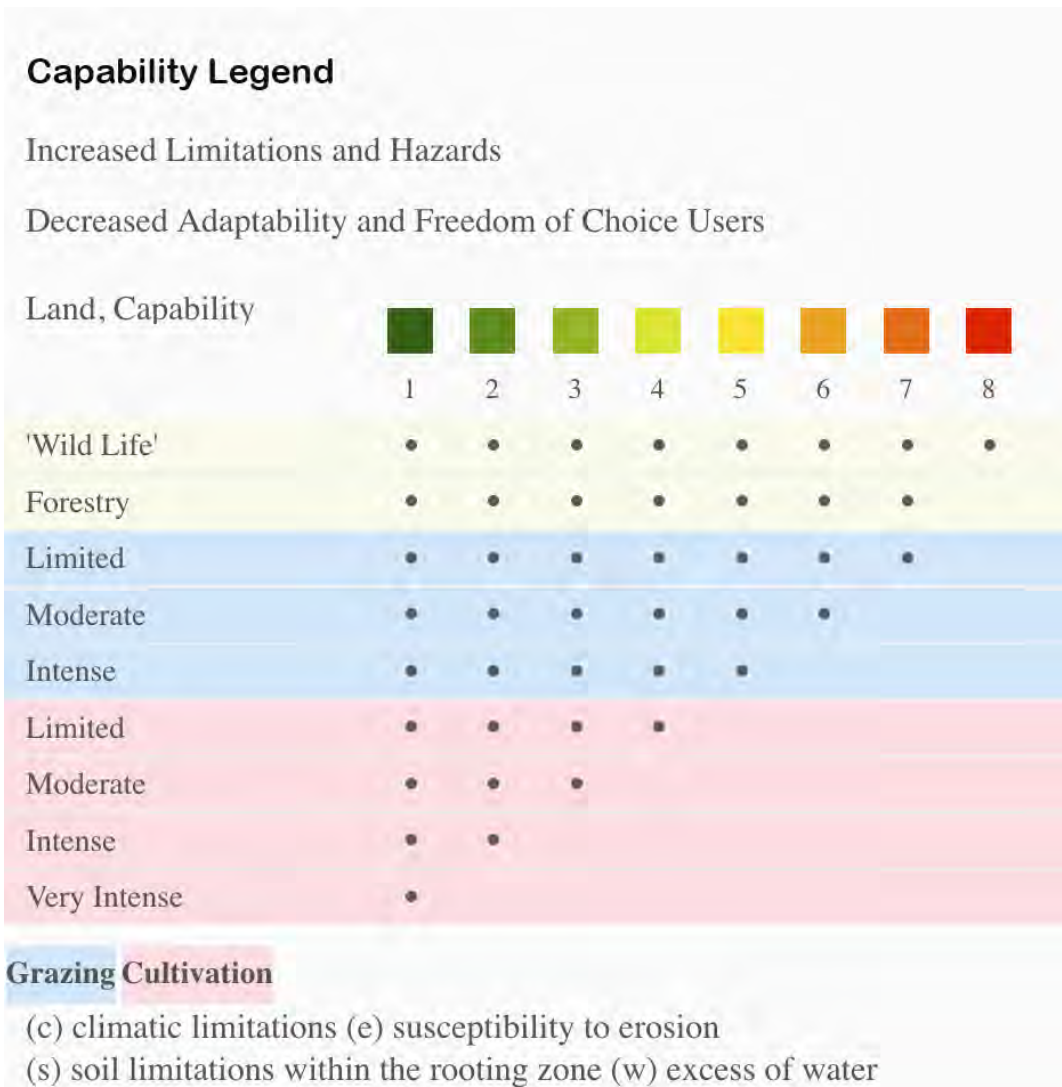 Capability Legend
Increased Limitations and Hazards
Decreased Adaptability and Freedom of Choice Users
Land, Capability
1 2 3 4 5 6 7 8
'Wild Life' • • • • • • • •
Forestry • • • • • • •
Limited • • • • • • •
Moderate • • • • • •
Intense • • • • •
Limited • • • •
Moderate • • •
Intense • •
Very Intense •
Grazing Cultivation
(c) climatic limitations (e) susceptibility to erosion
(s) soil limitations within the rooting zone (w) excess of water